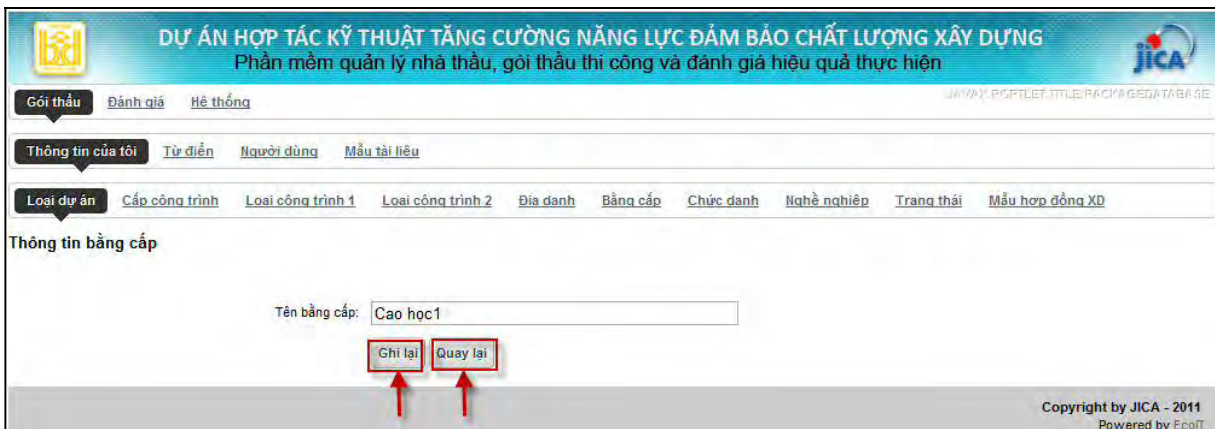 DỰ ÁN HỢP TÁC KỸ THUẬT TĂNG CƯỜNG NĂNG LỰC ĐẢM BẢO CHẤT LƯỢNG XÂY DỰNG
Phần mềm quản lý nhà thầu, gói thầu thi công và đánh giá hiệu quả thực hiện
bxd
jICA
Gói thầu Đánh giá Hệ thống JAVAX.PORTLET.TITLE.PACKAGEDATABASE
Thông tin của tôi Từ điển Người dùng Mẫu tài liệu
Loại dự án Cấp công trình Loại công trình 1 Loại công trình 2 Địa danh Bằng cấp Chức danh Nghề nghiệp Trạng thái Mẫu hợp đồng XD
Thông tin bằng cấp
Tên bằng cấp: Cao học1
Ghi lại Quay lại
Copyright by JICA - 2011
Powered by EcoIT